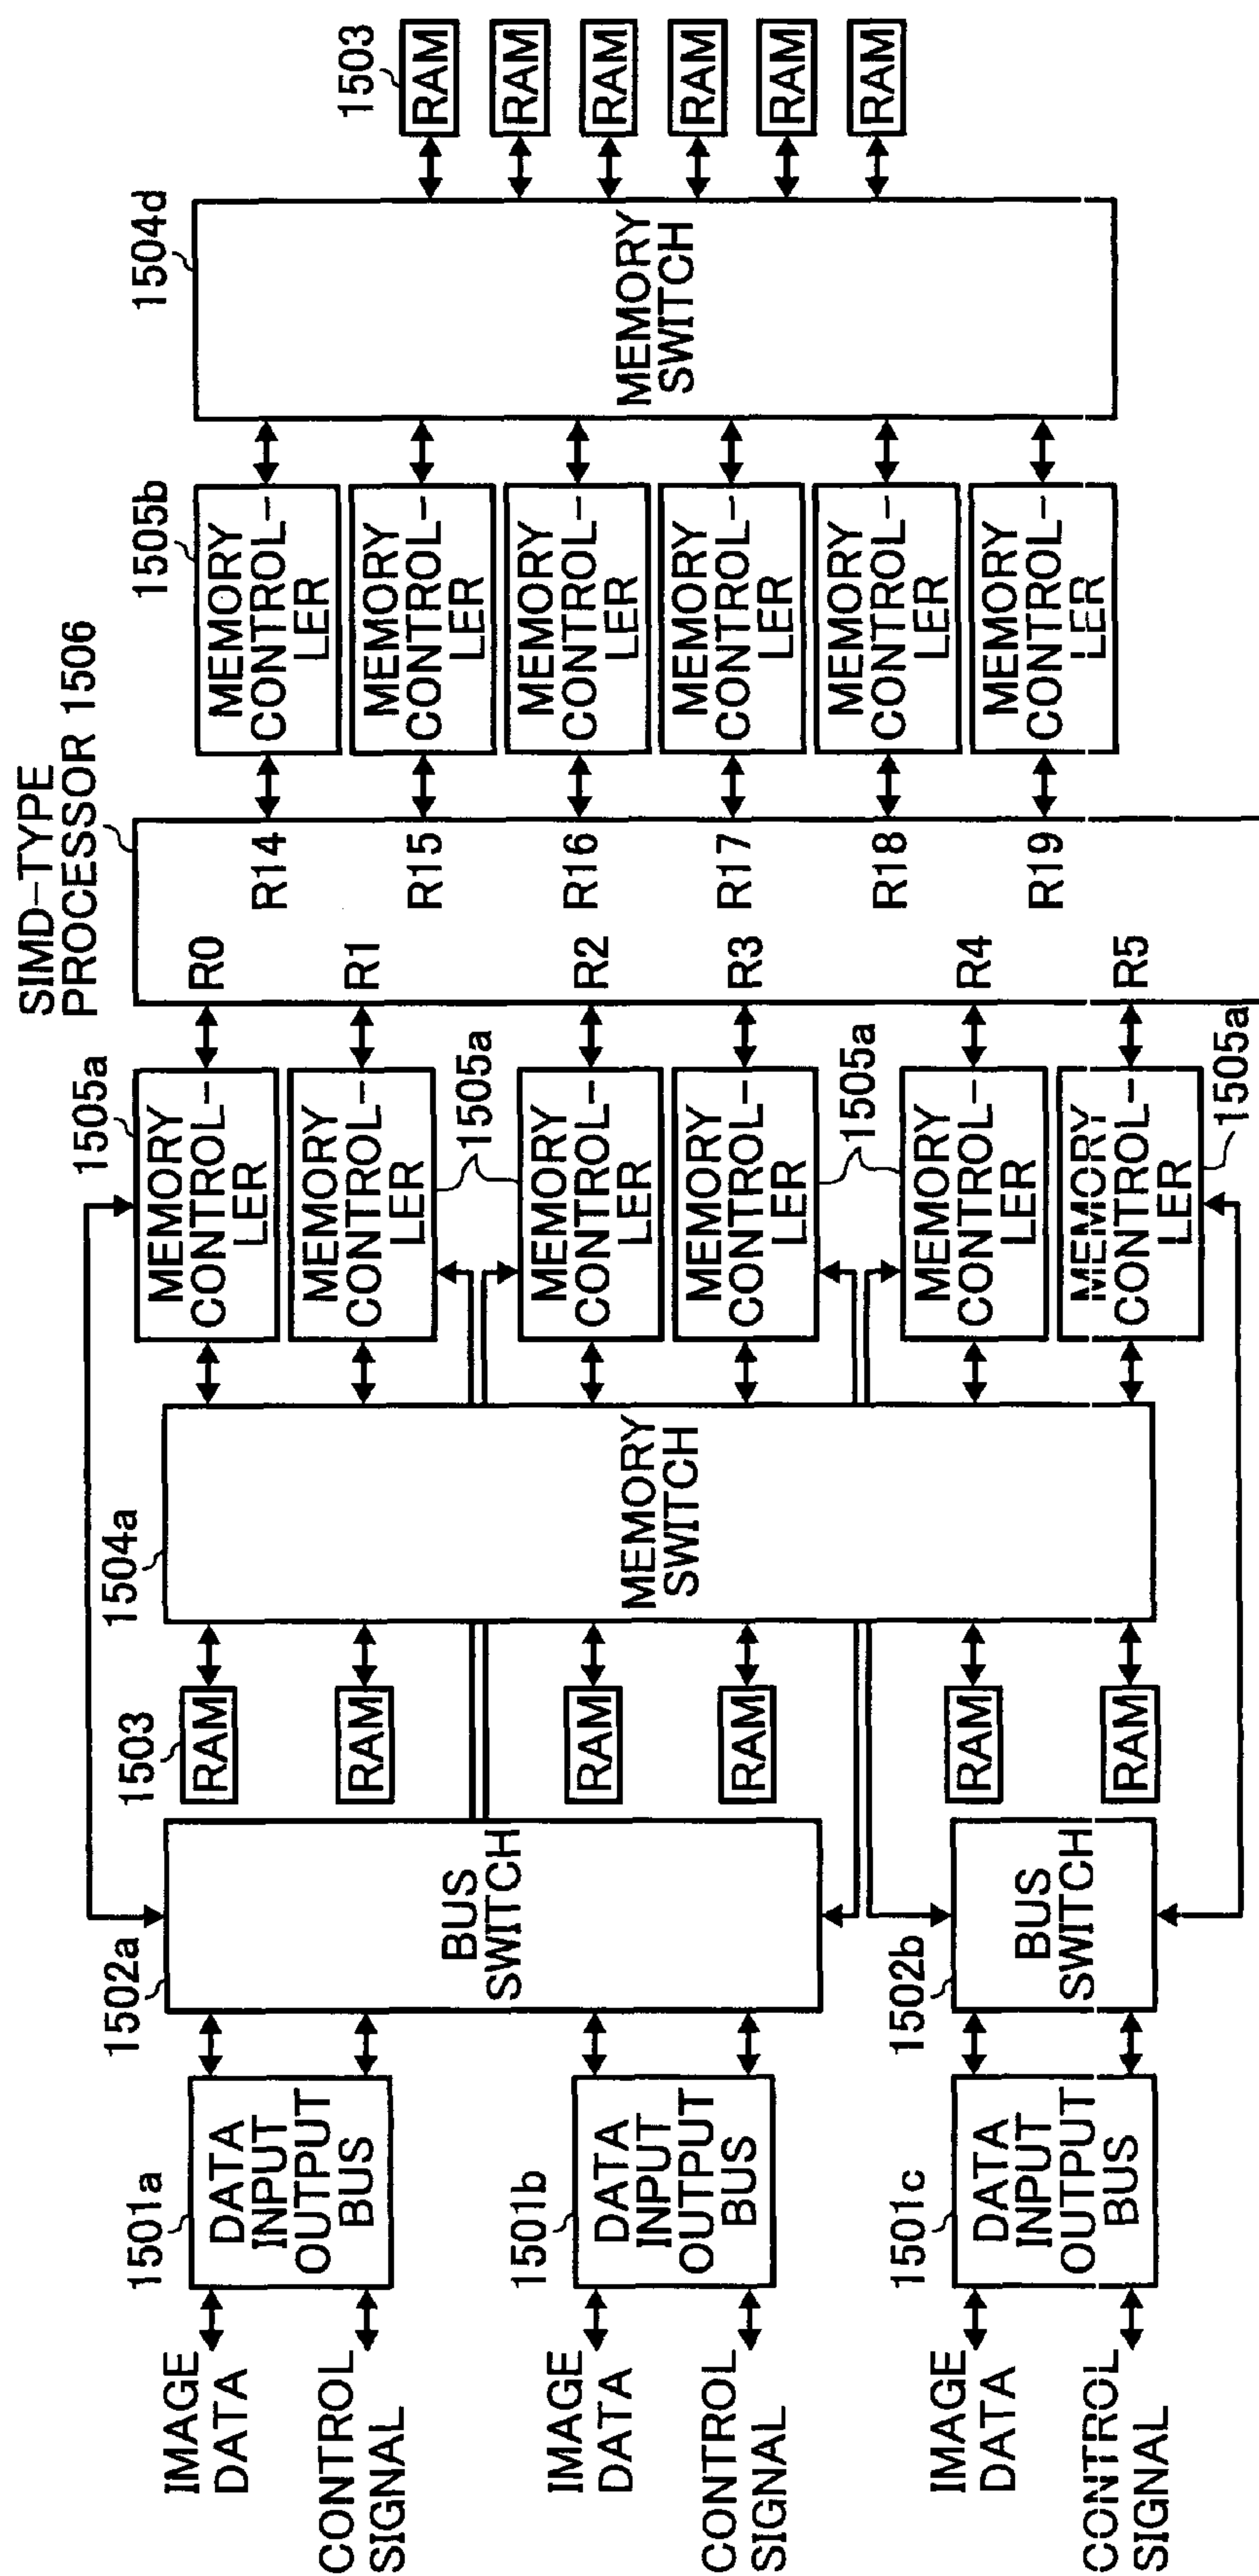 SIMD-TYPE
PROCESSOR 1506
1501a
DATA
INPUT
OUTPUT
BUS
IMAGE
DATA
CONTROL
SIGNAL
1501b
DATA
INPUT
OUTPUT
BUS
IMAGE
DATA
CONTROL
SIGNAL
1501c
DATA
INPUT
OUTPUT
BUS
IMAGE
DATA
CONTROL
SIGNAL
1502a
BUS
SWITCH
1502b
BUS
SWITCH
1503
RAM
RAM
RAM
RAM
RAM
RAM
1504a
MEMORY
SWITCH
1505a
MEMORY
CONTROL-
LER
MEMORY
CONTROL-
LER
1505a
MEMORY
CONTROL-
LER
MEMORY
CONTROL-
LER
1505a
MEMORY
CONTROL-
LER
MEMORY
CONTROL-
LER
1505a
R0
R1
R2
R3
R4
R5
R14
R15
R16
R17
R18
R19
1505b
MEMORY
CONTROL-
LER
MEMORY
CONTROL-
LER
MEMORY
CONTROL-
LER
MEMORY
CONTROL-
LER
MEMORY
CONTROL-
LER
MEMORY
CONTROL-
LER
1504d
MEMORY
SWITCH
1503
RAM
RAM
RAM
RAM
RAM
RAM